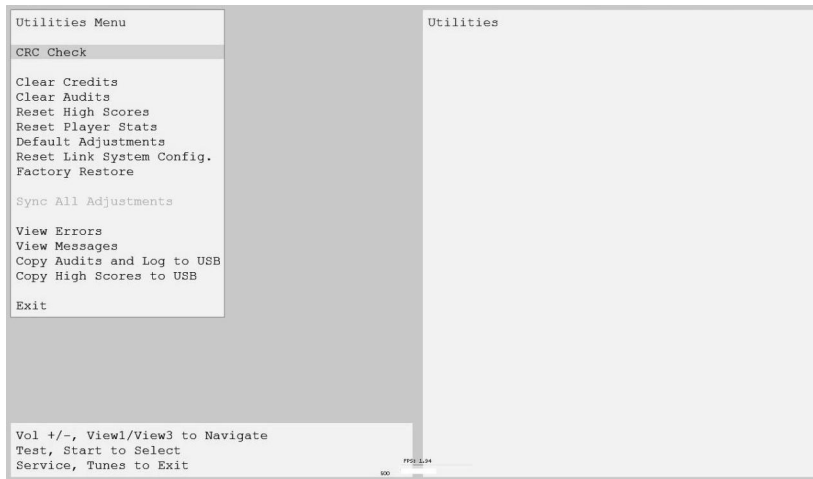 Utilities Menu
CRC Check
Clear Credits
Clear Audits
Reset High Scores
Reset Player Stats
Default Adjustments
Reset Link System Config.
Factory Restore
Sync All Adjustments
View Errors
View Messages
Copy Audits and Log to USB
Copy High Scores to USB
Exit
Utilities
Vol +/-, View1/View3 to Navigate
Test, Start to Select
Service, Tunes to Exit
FPS: